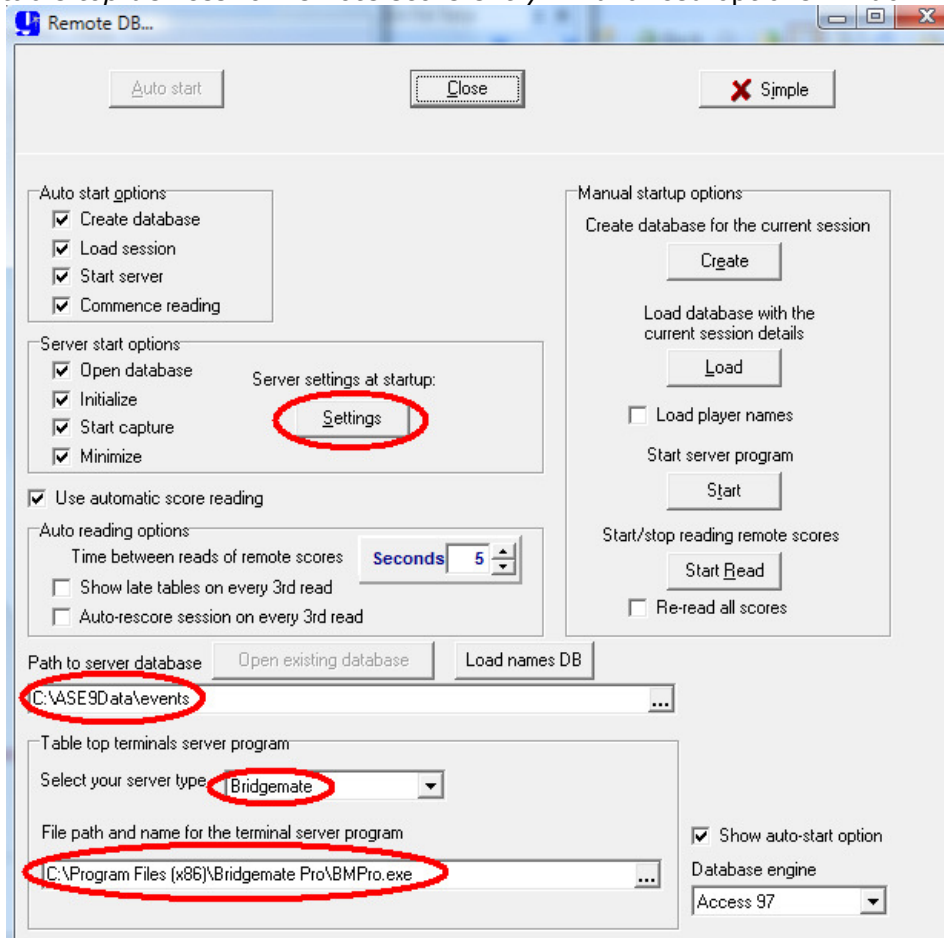 Remote DB...
Auto start
Close
Simple
Auto start options
Create database
Load session
Start server
Commence reading
Server start options
Open database
Initialize
Start capture
Minimize
Server settings at startup:
Settings
Use automatic score reading
Auto reading options
Time between reads of remote scores
Seconds 5
Show late tables on every 3rd read
Auto-rescore session on every 3rd read
Manual startup options
Create database for the current session
Create
Load database with the
current session details
Load
Load player names
Start server program
Start
Start/stop reading remote scores
Start Read
Re-read all scores
Path to server database
Open existing database
Load names DB
C:\ASE9Data\events
...
Table top terminals server program
Select your server type
Bridgemate
File path and name for the terminal server program
C:\Program Files (x86)\Bridgemate Pro\BMPro.exe
...
Show auto-start option
Database engine
Access 97